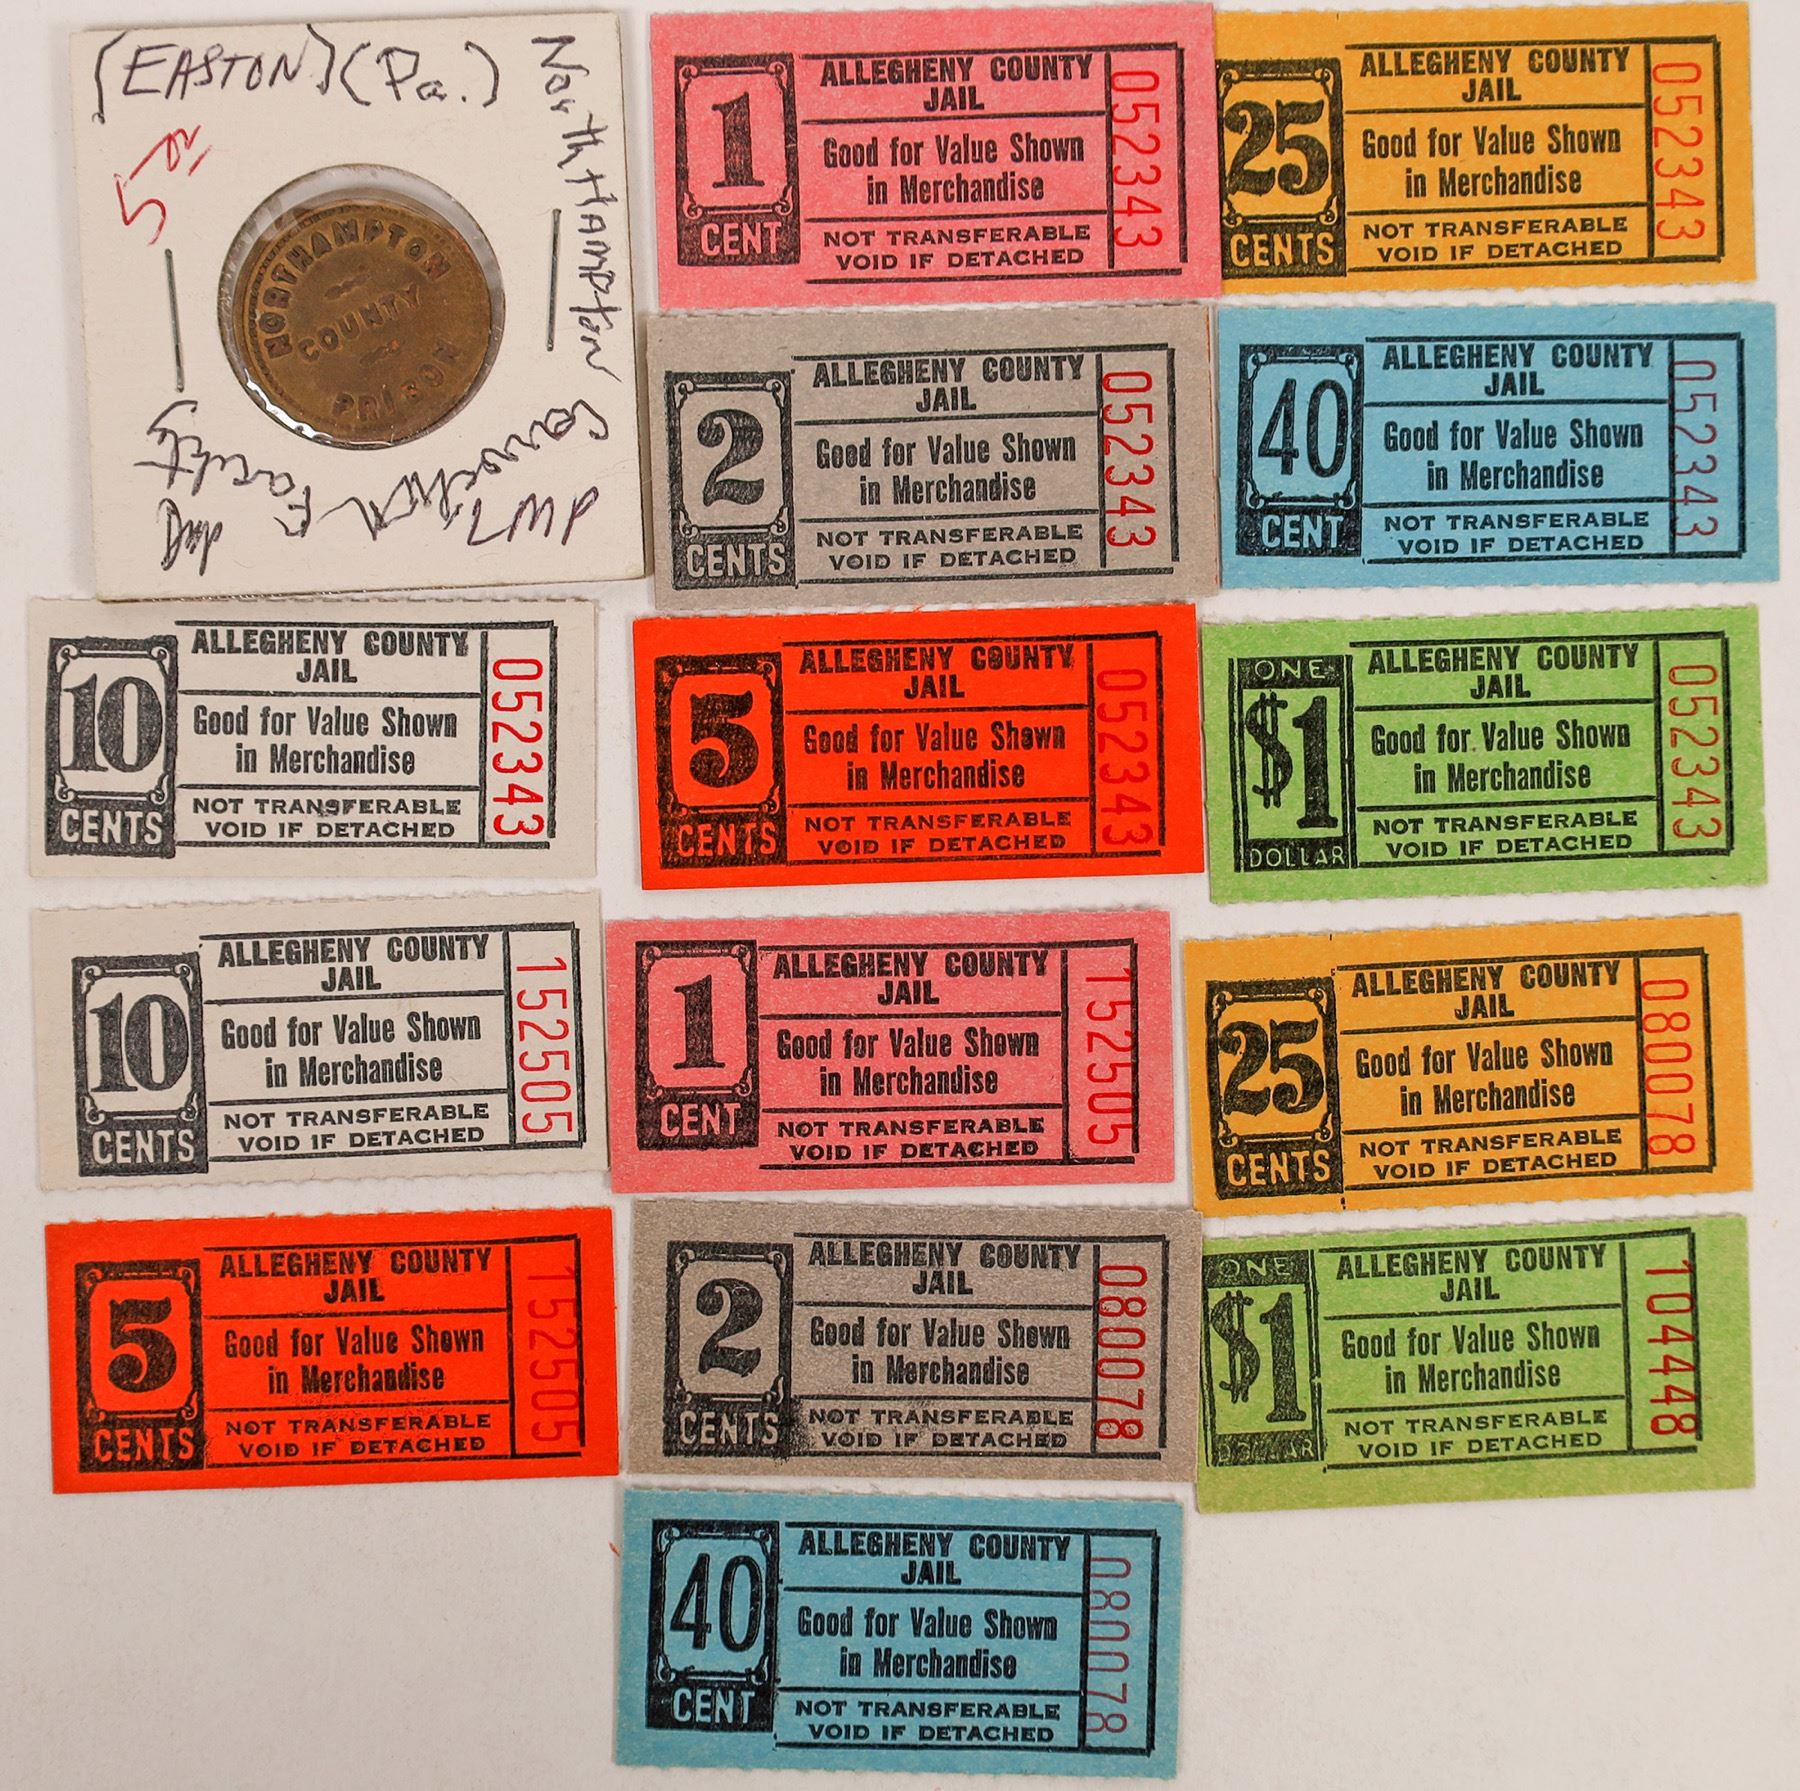 (EASTON) (Pa.)
NorthHampton
5.00
NORTHAMPTON
COUNTY
PRISON
1
CENT
ALLEGHENY COUNTY
JAIL
Good for Value Shown
in Merchandise
NOT TRANSFERABLE
VOID IF DETACHED
052343
25
CENTS
ALLEGHENY COUNTY
JAIL
Good for Value Shown
in Merchandise
NOT TRANSFERABLE
VOID IF DETACHED
052343
2
CENTS
ALLEGHENY COUNTY
JAIL
Good for Value Shown
in Merchandise
NOT TRANSFERABLE
VOID IF DETACHED
052343
40
CENT
ALLEGHENY COUNTY
JAIL
Good for Value Shown
in Merchandise
NOT TRANSFERABLE
VOID IF DETACHED
052343
10
CENTS
ALLEGHENY COUNTY
JAIL
Good for Value Shown
in Merchandise
NOT TRANSFERABLE
VOID IF DETACHED
052343
5
CENTS
ALLEGHENY COUNTY
JAIL
Good for Value Shown
in Merchandise
NOT TRANSFERABLE
VOID IF DETACHED
052343
ONE
$1
DOLLAR
ALLEGHENY COUNTY
JAIL
Good for Value Shown
in Merchandise
NOT TRANSFERABLE
VOID IF DETACHED
052343
10
CENTS
ALLEGHENY COUNTY
JAIL
Good for Value Shown
in Merchandise
NOT TRANSFERABLE
VOID IF DETACHED
152505
1
CENT
ALLEGHENY COUNTY
JAIL
Good for Value Shown
in Merchandise
NOT TRANSFERABLE
VOID IF DETACHED
152505
25
CENTS
ALLEGHENY COUNTY
JAIL
Good for Value Shown
in Merchandise
NOT TRANSFERABLE
VOID IF DETACHED
080078
5
CENTS
ALLEGHENY COUNTY
JAIL
Good for Value Shown
in Merchandise
NOT TRANSFERABLE
VOID IF DETACHED
152505
2
CENTS
ALLEGHENY COUNTY
JAIL
Good for Value Shown
in Merchandise
NOT TRANSFERABLE
VOID IF DETACHED
080078
ONE
$1
DOLLAR
ALLEGHENY COUNTY
JAIL
Good for Value Shown
in Merchandise
NOT TRANSFERABLE
VOID IF DETACHED
104448
40
CENT
ALLEGHENY COUNTY
JAIL
Good for Value Shown
in Merchandise
NOT TRANSFERABLE
VOID IF DETACHED
080078